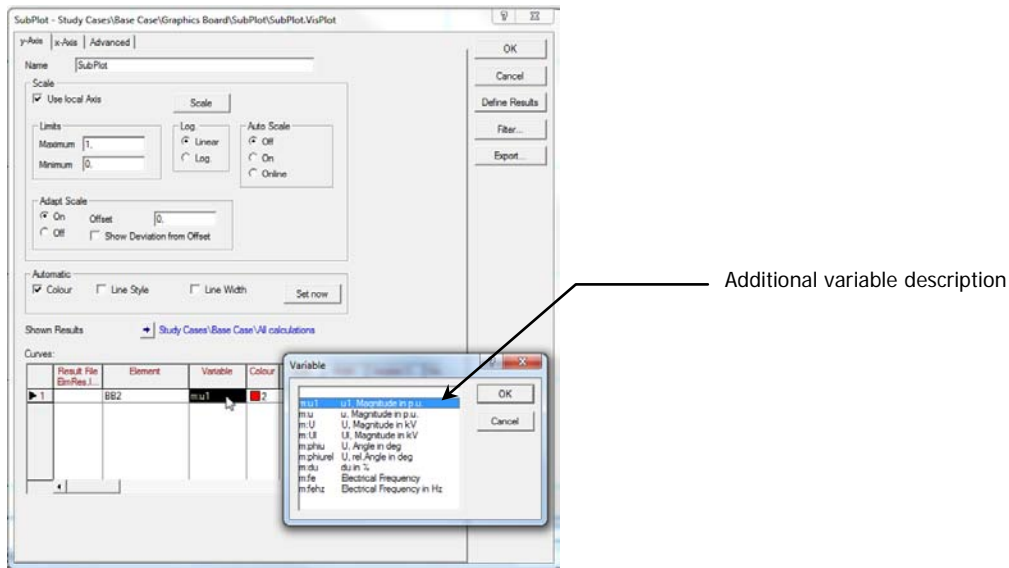 SubPlot - Study Cases\Base Case\Graphics Board\SubPlot\SubPlot.VisPlot
y-Axis x-Axis Advanced
Name SubPlot
Scale
Use local Axis Scale
Limits
Maximum 1.
Minimum 0.
Log.
Linear
Log.
Auto Scale
Off
On
Online
Adapt Scale
On Offset 0.
Off Show Deviation from Offset
Automatic
Colour Line Style Line Width Set now
Shown Results Study Cases\Base Case\All calculations
Curves:
Result File Element Variable Colour
ElmRes,I...
1 BB2 m:u1 2
OK
Cancel
Define Results
Filter...
Export...
Variable
m:u1 u1, Magnitude in p.u.
m:u u, Magnitude in p.u.
m:U U, Magnitude in kV
m:Ul Ul, Magnitude in kV
m:phiu U, Angle in deg
m:phiurel U, rel.Angle in deg
m:du du in %
m:fe Electrical Frequency
m:fehz Electrical Frequency in Hz
OK
Cancel
Additional variable description